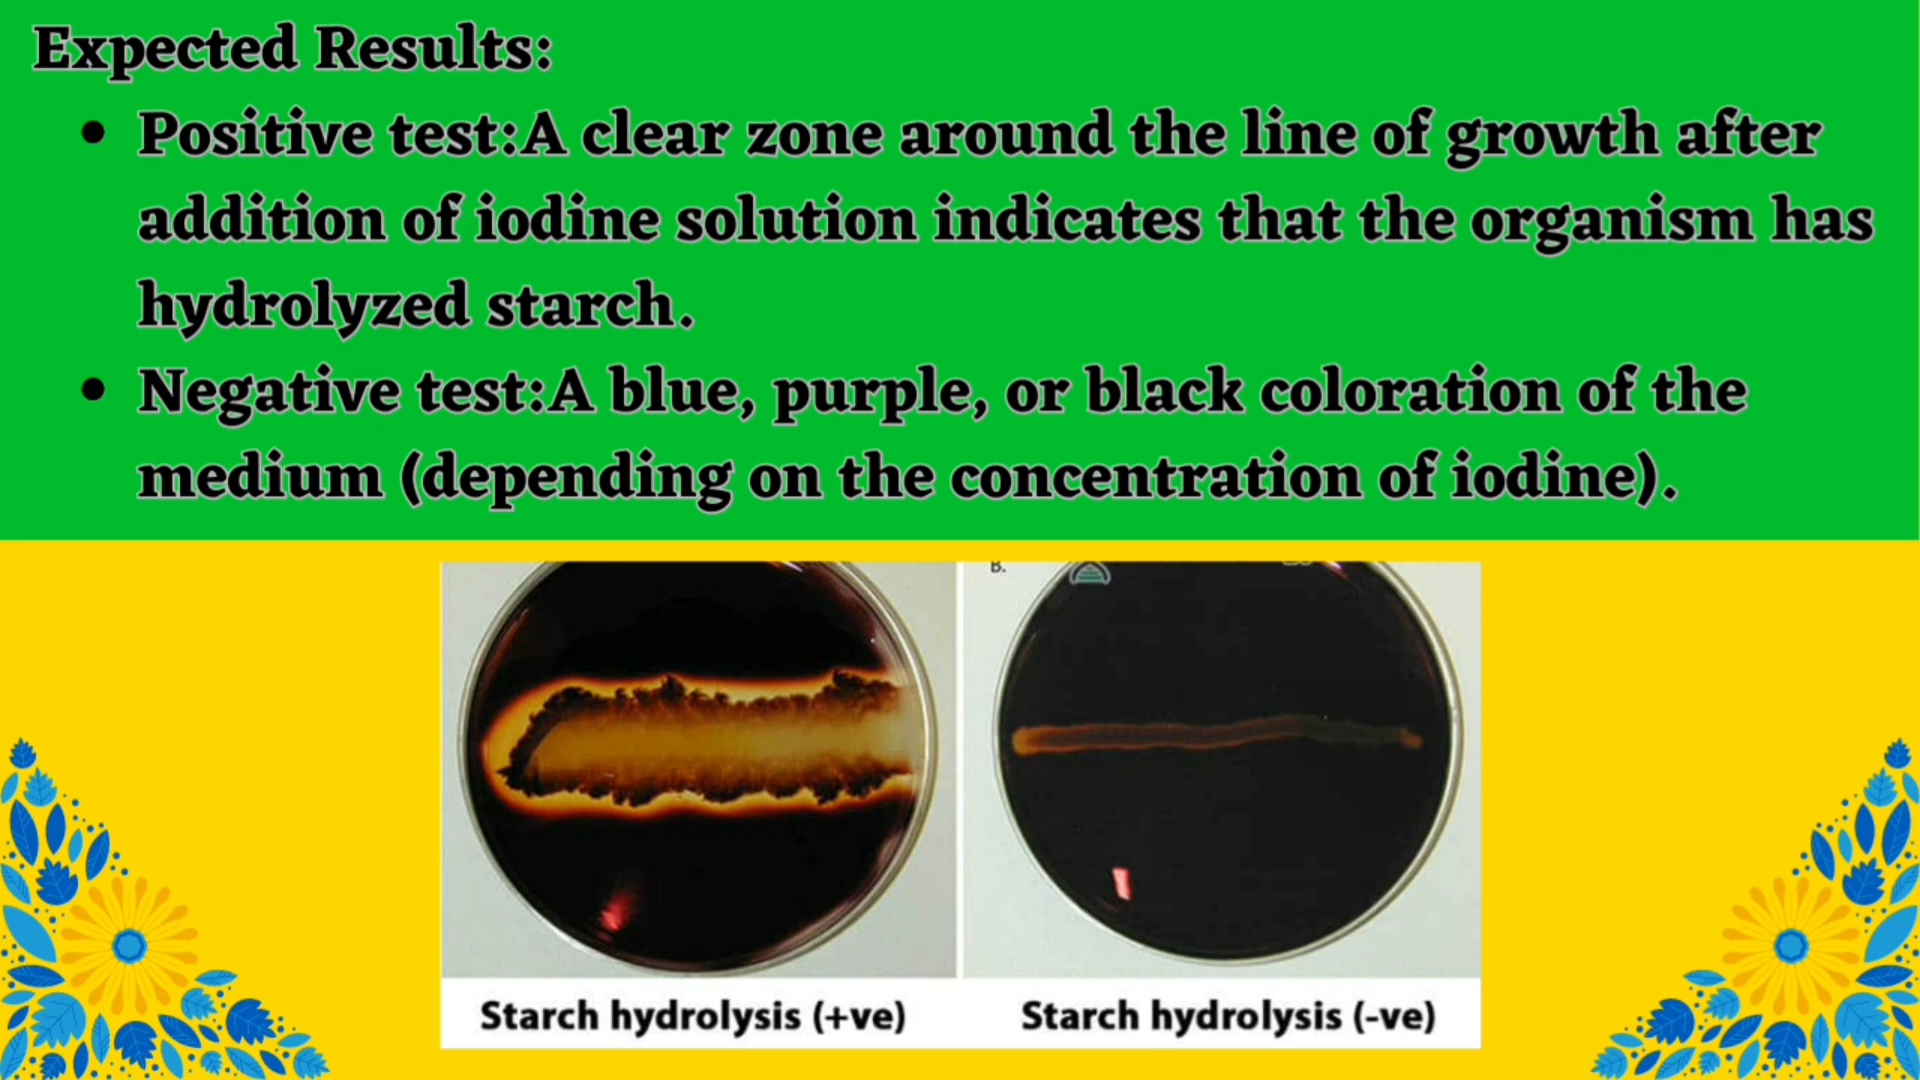 Expected Results:
• Positive test:A clear zone around the line of growth after
addition of iodine solution indicates that the organism has
hydrolyzed starch.
• Negative test:A blue, purple, or black coloration of the
medium (depending on the concentration of iodine).
B.
Starch hydrolysis (+ve)
Starch hydrolysis (-ve)